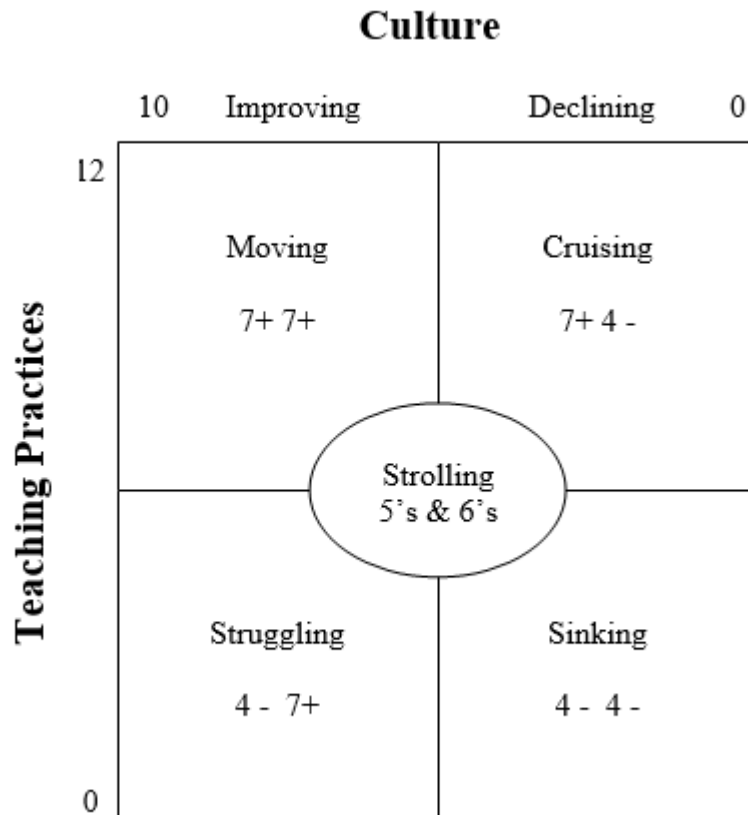 Culture
10 Improving Declining 0
12
Moving Cruising
7+ 7+ 7+ 4 -
Teaching Practices
Strolling
5's & 6's
Struggling Sinking
4 - 7+ 4 - 4 -
0